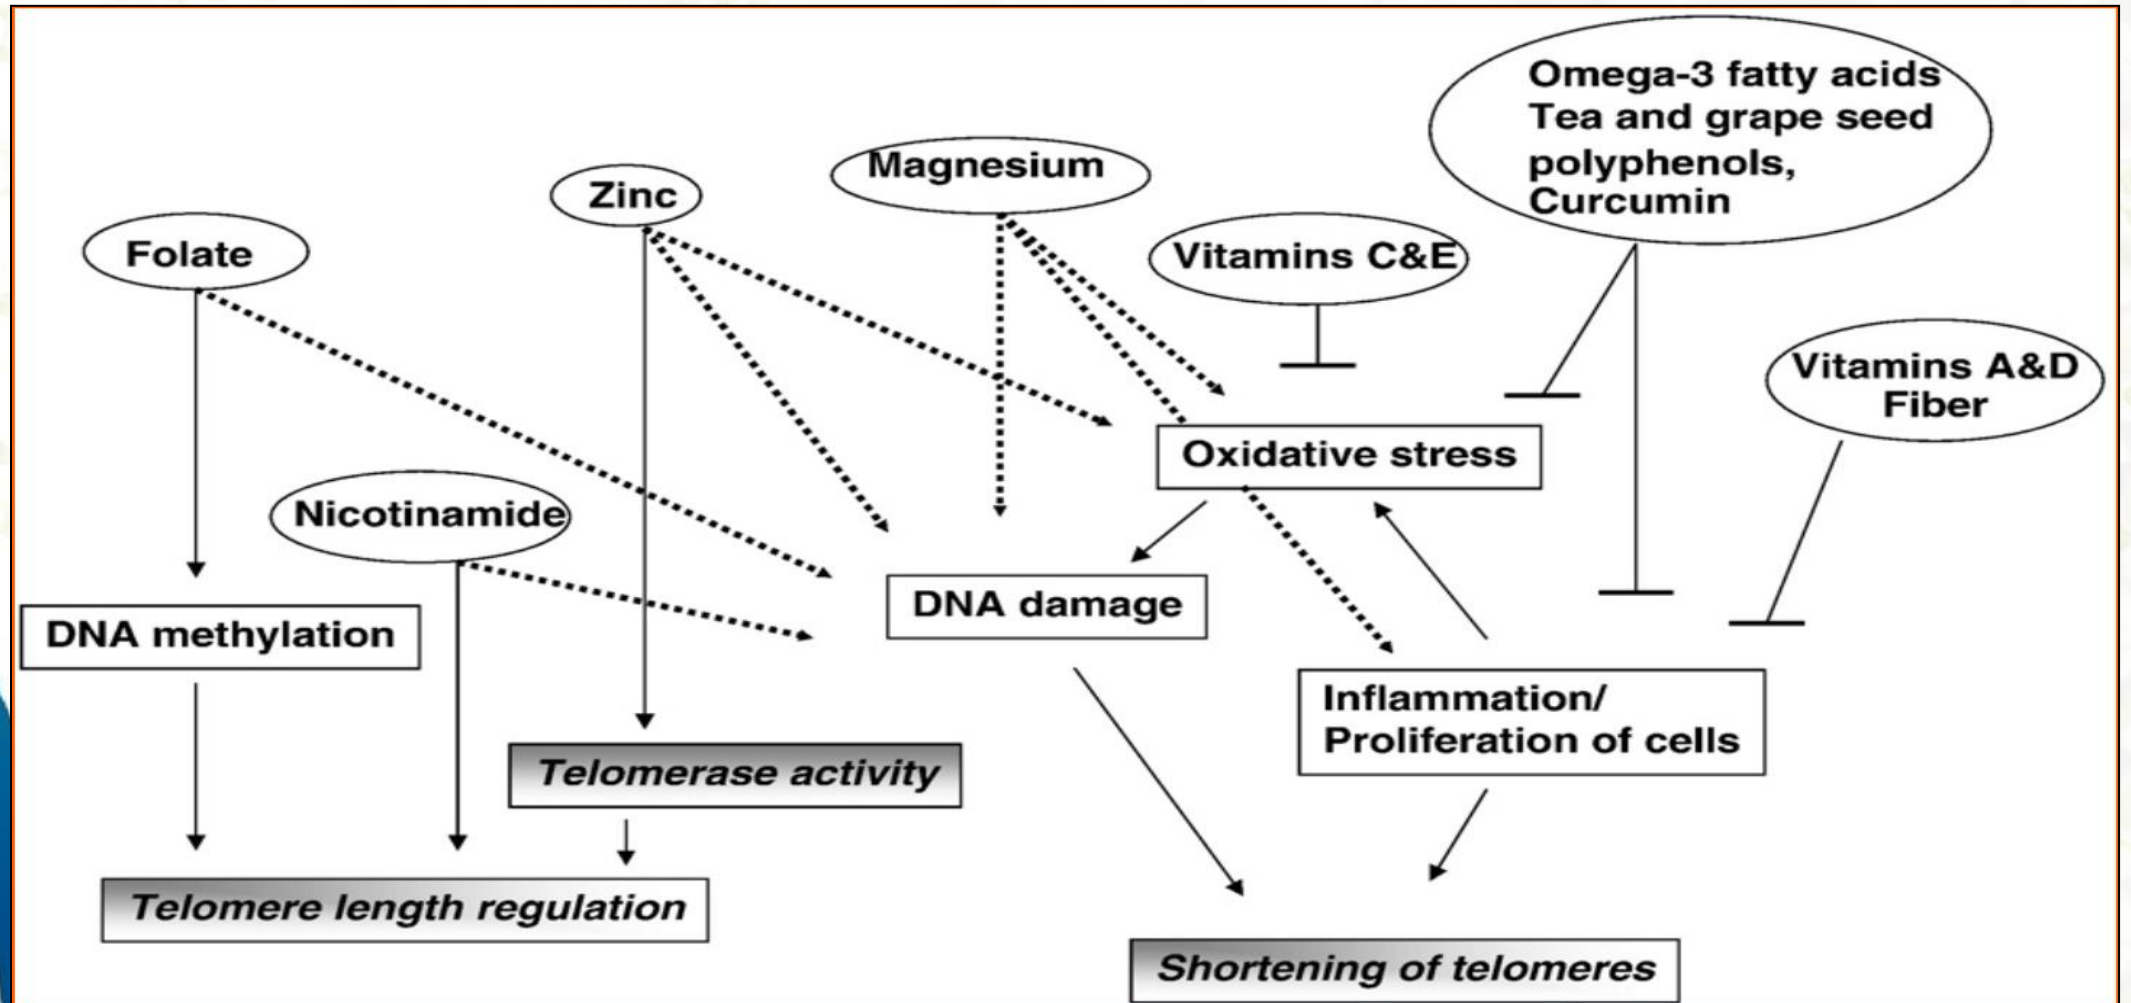 Omega-3 fatty acids
Tea and grape seed
polyphenols,
Curcumin
Magnesium
Zinc
Folate
Vitamins C&E
Vitamins A&D
Fiber
Oxidative stress
Nicotinamide
DNA damage
DNA methylation
Inflammation/
Proliferation of cells
Telomerase activity
Telomere length regulation
Shortening of telomeres